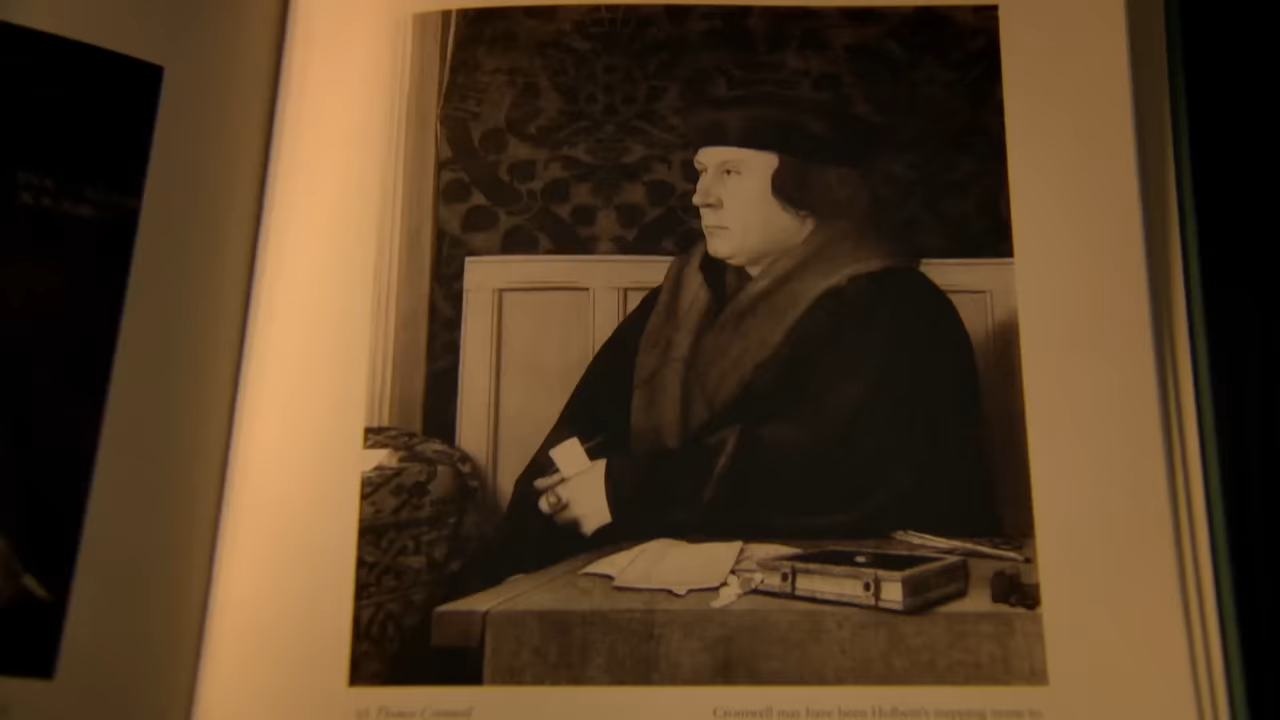 Thomas Cromwell
Cromwell may have been Holbein's stepping stone to